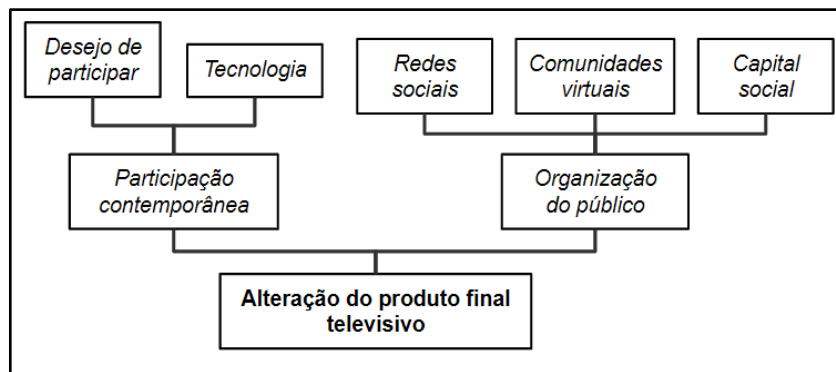 Desejo de
participar
Tecnologia
Redes
sociais
Comunidades
virtuais
Capital
social
Participação
contemporânea
Organização
do público
Alteração do produto final
televisivo